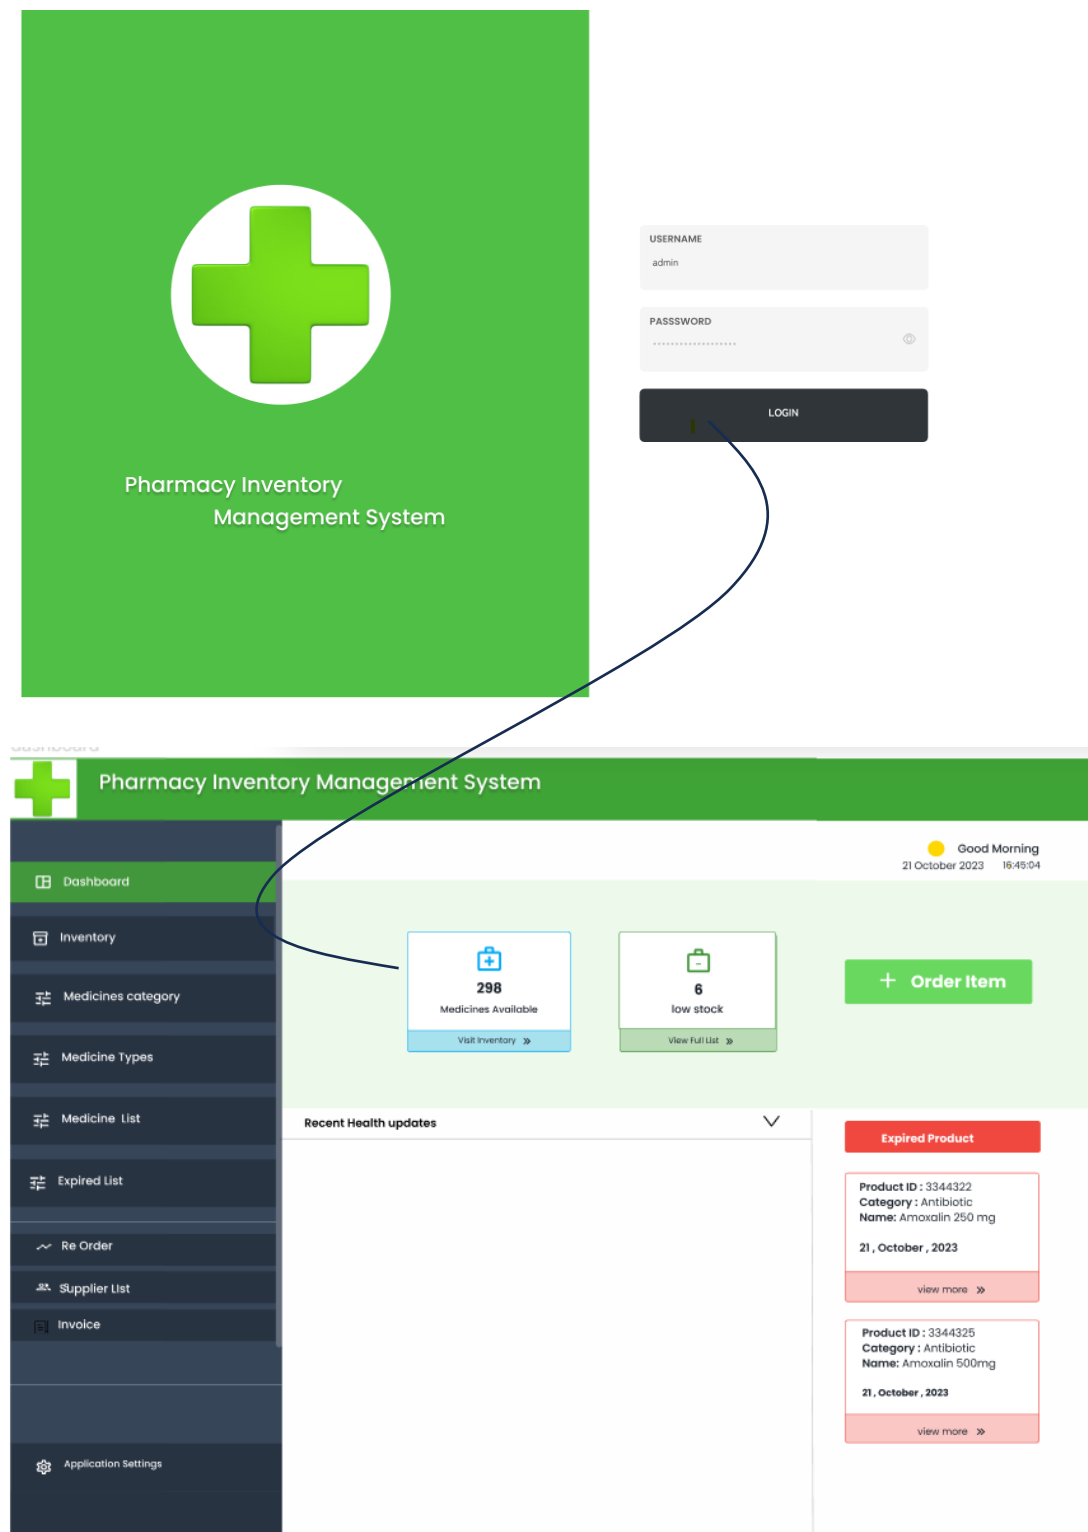 Pharmacy Inventory
Management System
USERNAME
admin
PASSSWORD
LOGIN
dashboard
Pharmacy Inventory Management System
Good Morning
21 October 2023 16:45:04
Dashboard
Inventory
Medicines category
Medicine Types
Medicine List
Expired List
Re Order
Supplier LIst
Invoice
Application Settings
298
Medicines Available
Visit Inventory »
6
low stock
View Full List »
+ Order Item
Recent Health updates
Expired Product
Product ID : 3344322
Category : Antibiotic
Name: Amoxalin 250 mg
21 , October , 2023
view more »
Product ID : 3344325
Category : Antibiotic
Name: Amoxalin 500mg
21 , October , 2023
view more »